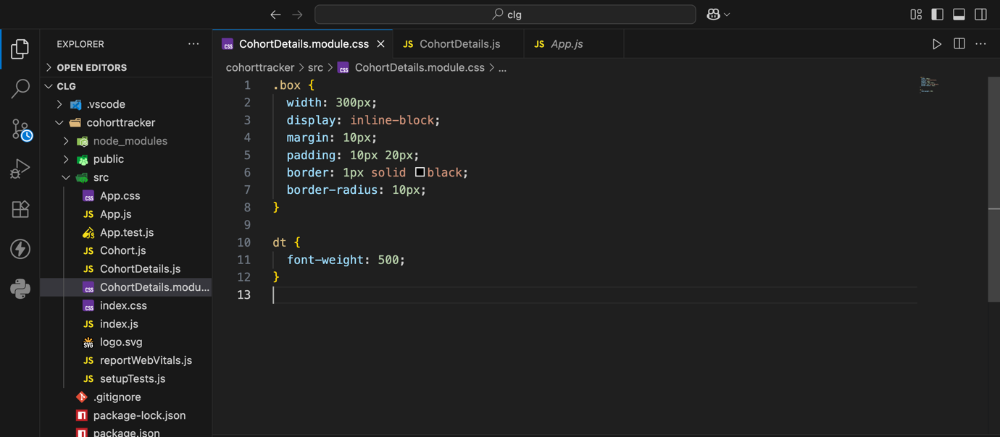 clg
EXPLORER
OPEN EDITORS
CLG
.vscode
cohorttracker
node_modules
public
src
App.css
App.js
App.test.js
Cohort.js
CohortDetails.js
CohortDetails.modu...
index.css
index.js
logo.svg
reportWebVitals.js
setupTests.js
.gitignore
package-lock.json
package.json
CohortDetails.module.css
JS CohortDetails.js
JS App.js
cohorttracker > src > CohortDetails.module.css > ...
1 .box {
2 width: 300px;
3 display: inline-block;
4 margin: 10px;
5 padding: 10px 20px;
6 border: 1px solid black;
7 border-radius: 10px;
8 }
9
10 dt {
11 font-weight: 500;
12 }
13